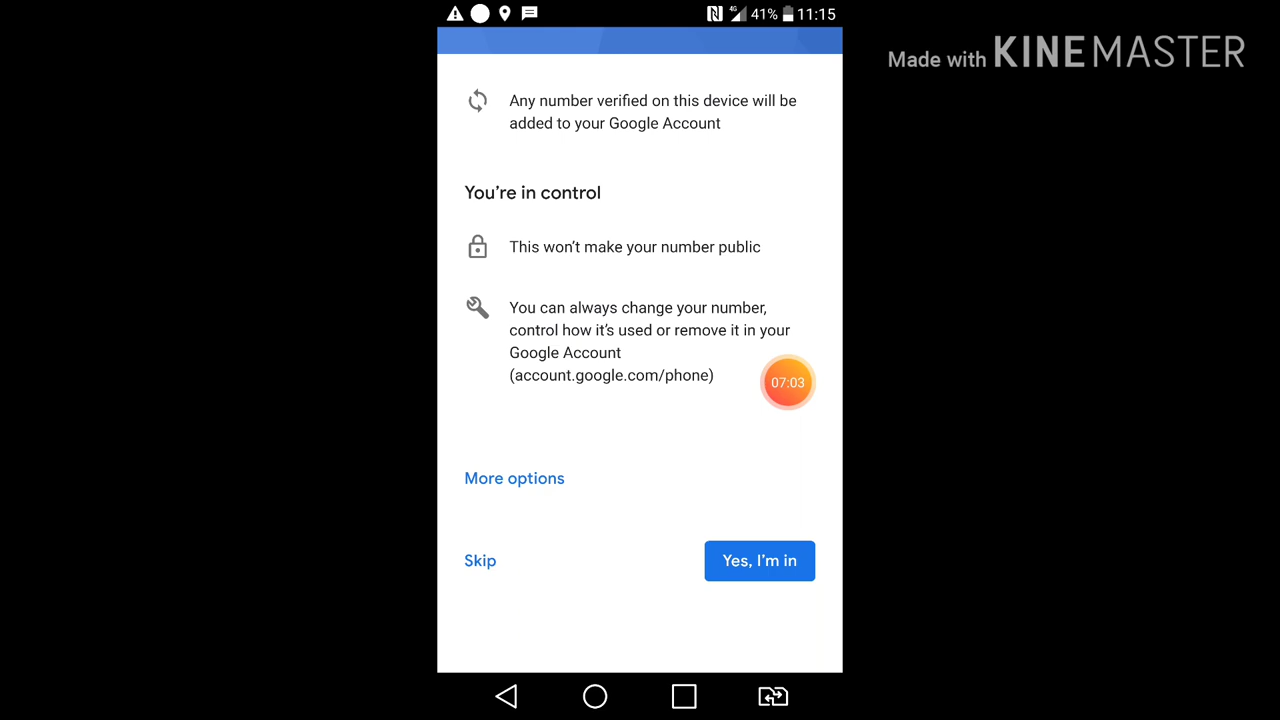 4G 41% 11:15
Made with KINEMASTER
Any number verified on this device will be
added to your Google Account
You're in control
This won't make your number public
You can always change your number,
control how it's used or remove it in your
Google Account
(account.google.com/phone)
07:03
More options
Skip
Yes, I'm in